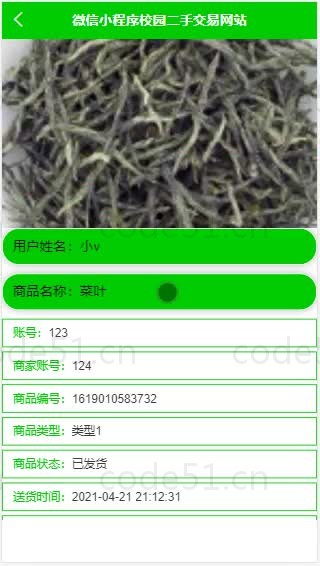 微信小程序校园二手交易网站
code51.cn
用户姓名：小v
商品名称：菜叶
账号：123
code51.cn
code51.cn
商家账号：124
商品编号：1619010583732
商品类型：类型1
商品状态：已发货
code51.cn
送货时间：2021-04-21 21:12:31